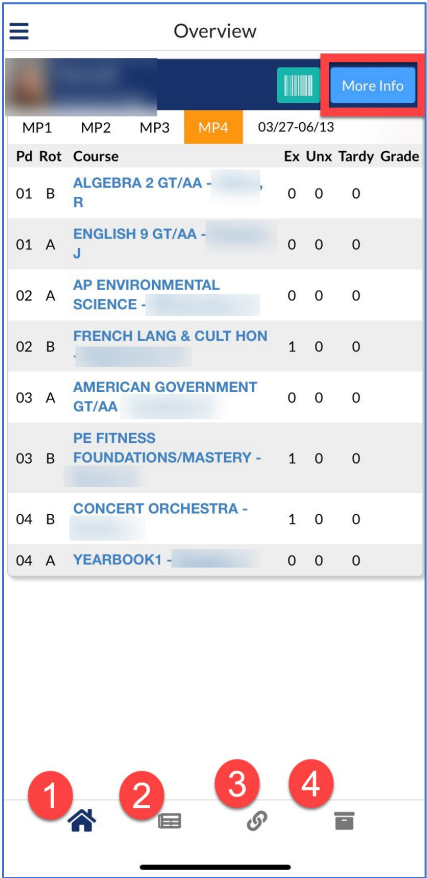 Overview
More Info
MP1 MP2 MP3 MP4 03/27-06/13
Pd Rot Course Ex Unx Tardy Grade
01 B ALGEBRA 2 GT/AA - , 0 0 0
R
01 A ENGLISH 9 GT/AA - 0 0 0
J
02 A AP ENVIRONMENTAL 0 0 0
SCIENCE -
02 B FRENCH LANG & CULT HON 1 0 0
-
03 A AMERICAN GOVERNMENT 0 0 0
GT/AA
PE FITNESS
03 B FOUNDATIONS/MASTERY - 1 0 0
04 B CONCERT ORCHESTRA - 1 0 0
04 A YEARBOOK1 - 0 0 0
1 2 3 4